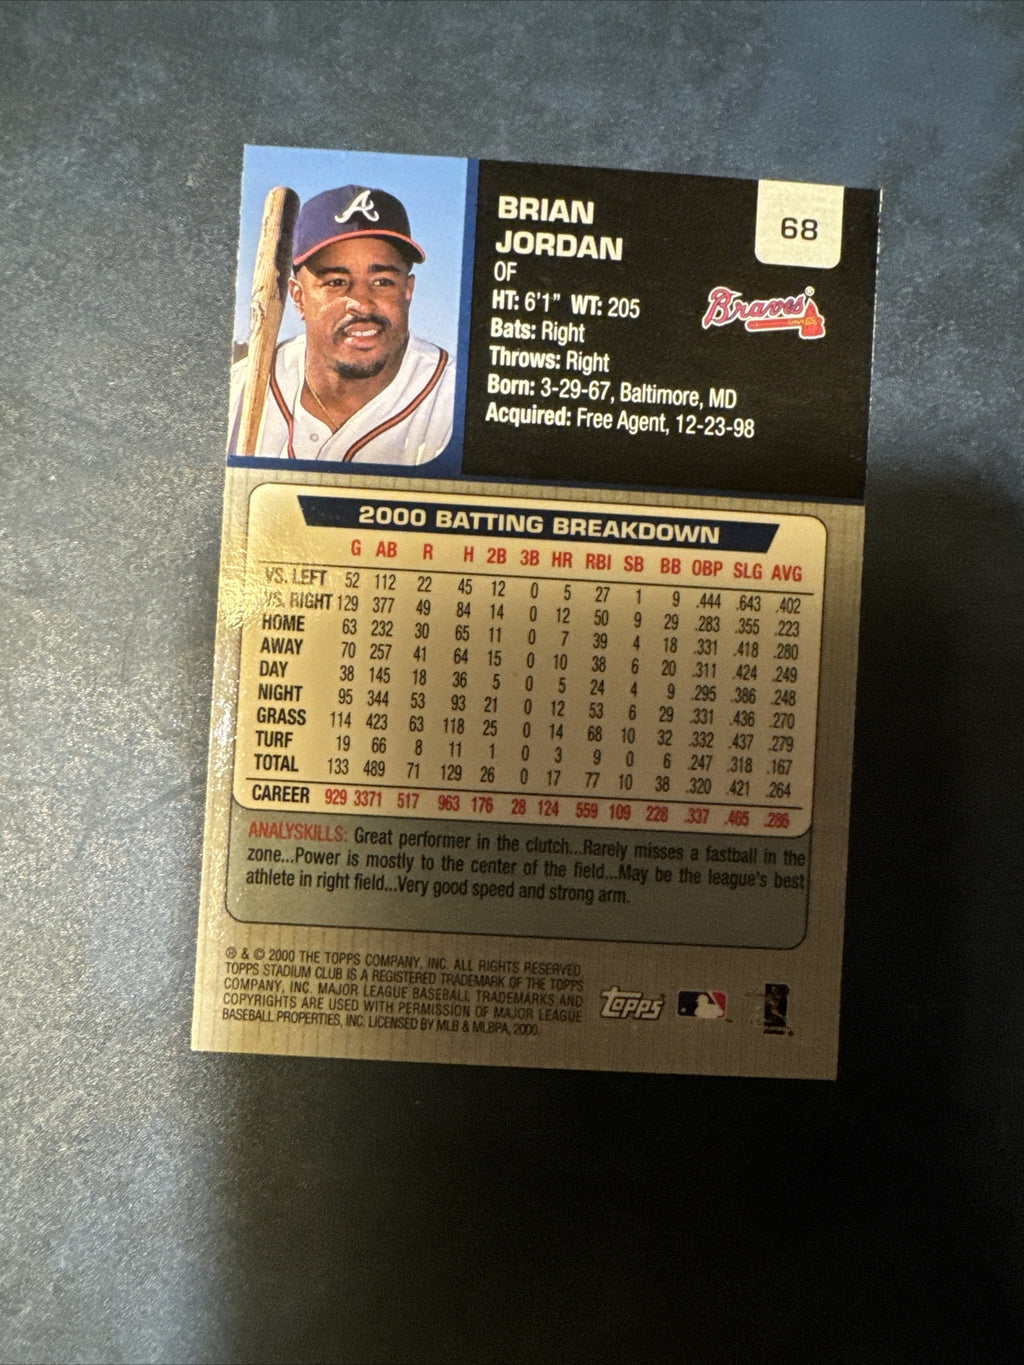 68
BRIAN
JORDAN
OF
HT: 6'1" WT: 205
Bats: Right
Throws: Right
Born: 3-29-67, Baltimore, MD
Acquired: Free Agent, 12-23-98
Braves
A
2000 BATTING BREAKDOWN
G AB R H 2B 3B HR RBI SB BB OBP SLG AVG
VS. LEFT 52 112 22 45 12 0 5 27 1 9 .444 .643 .402
VS. RIGHT 129 377 49 84 14 0 12 50 9 29 .283 .355 .223
HOME 63 232 30 65 11 0 7 39 4 18 .331 .418 .280
AWAY 70 257 41 64 15 0 10 38 6 20 .311 .424 .249
DAY 38 145 18 36 5 0 5 24 4 9 .295 .386 .248
NIGHT 95 344 53 93 21 0 12 53 6 29 .331 .436 .270
GRASS 114 423 63 118 25 0 14 68 10 32 .332 .437 .279
TURF 19 66 8 11 1 0 3 9 0 6 .247 .318 .167
TOTAL 133 489 71 129 26 0 17 77 10 38 .320 .421 .264
CAREER 929 3371 517 963 176 28 124 559 109 228 .337 .465 .286
ANALYSKILLS: Great performer in the clutch...Rarely misses a fastball in the
zone...Power is mostly to the center of the field...May be the league's best
athlete in right field...Very good speed and strong arm.
® & © 2000 THE TOPPS COMPANY, INC. ALL RIGHTS RESERVED.
TOPPS STADIUM CLUB IS A REGISTERED TRADEMARK OF THE TOPPS
COMPANY, INC. MAJOR LEAGUE BASEBALL TRADEMARKS AND
COPYRIGHTS ARE USED WITH PERMISSION OF MAJOR LEAGUE
BASEBALL PROPERTIES, INC. LICENSED BY MLB & MLBPA, 2000.
Topps